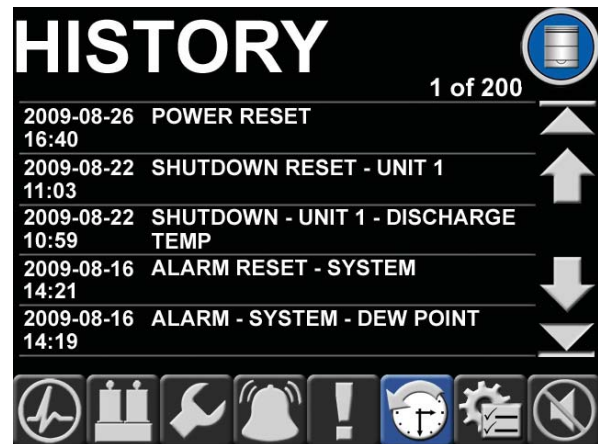 HISTORY
1 of 200
2009-08-26 POWER RESET
16:40
2009-08-22 SHUTDOWN RESET - UNIT 1
11:03
2009-08-22 SHUTDOWN - UNIT 1 - DISCHARGE
10:59 TEMP
2009-08-16 ALARM RESET - SYSTEM
14:21
2009-08-16 ALARM - SYSTEM - DEW POINT
14:19